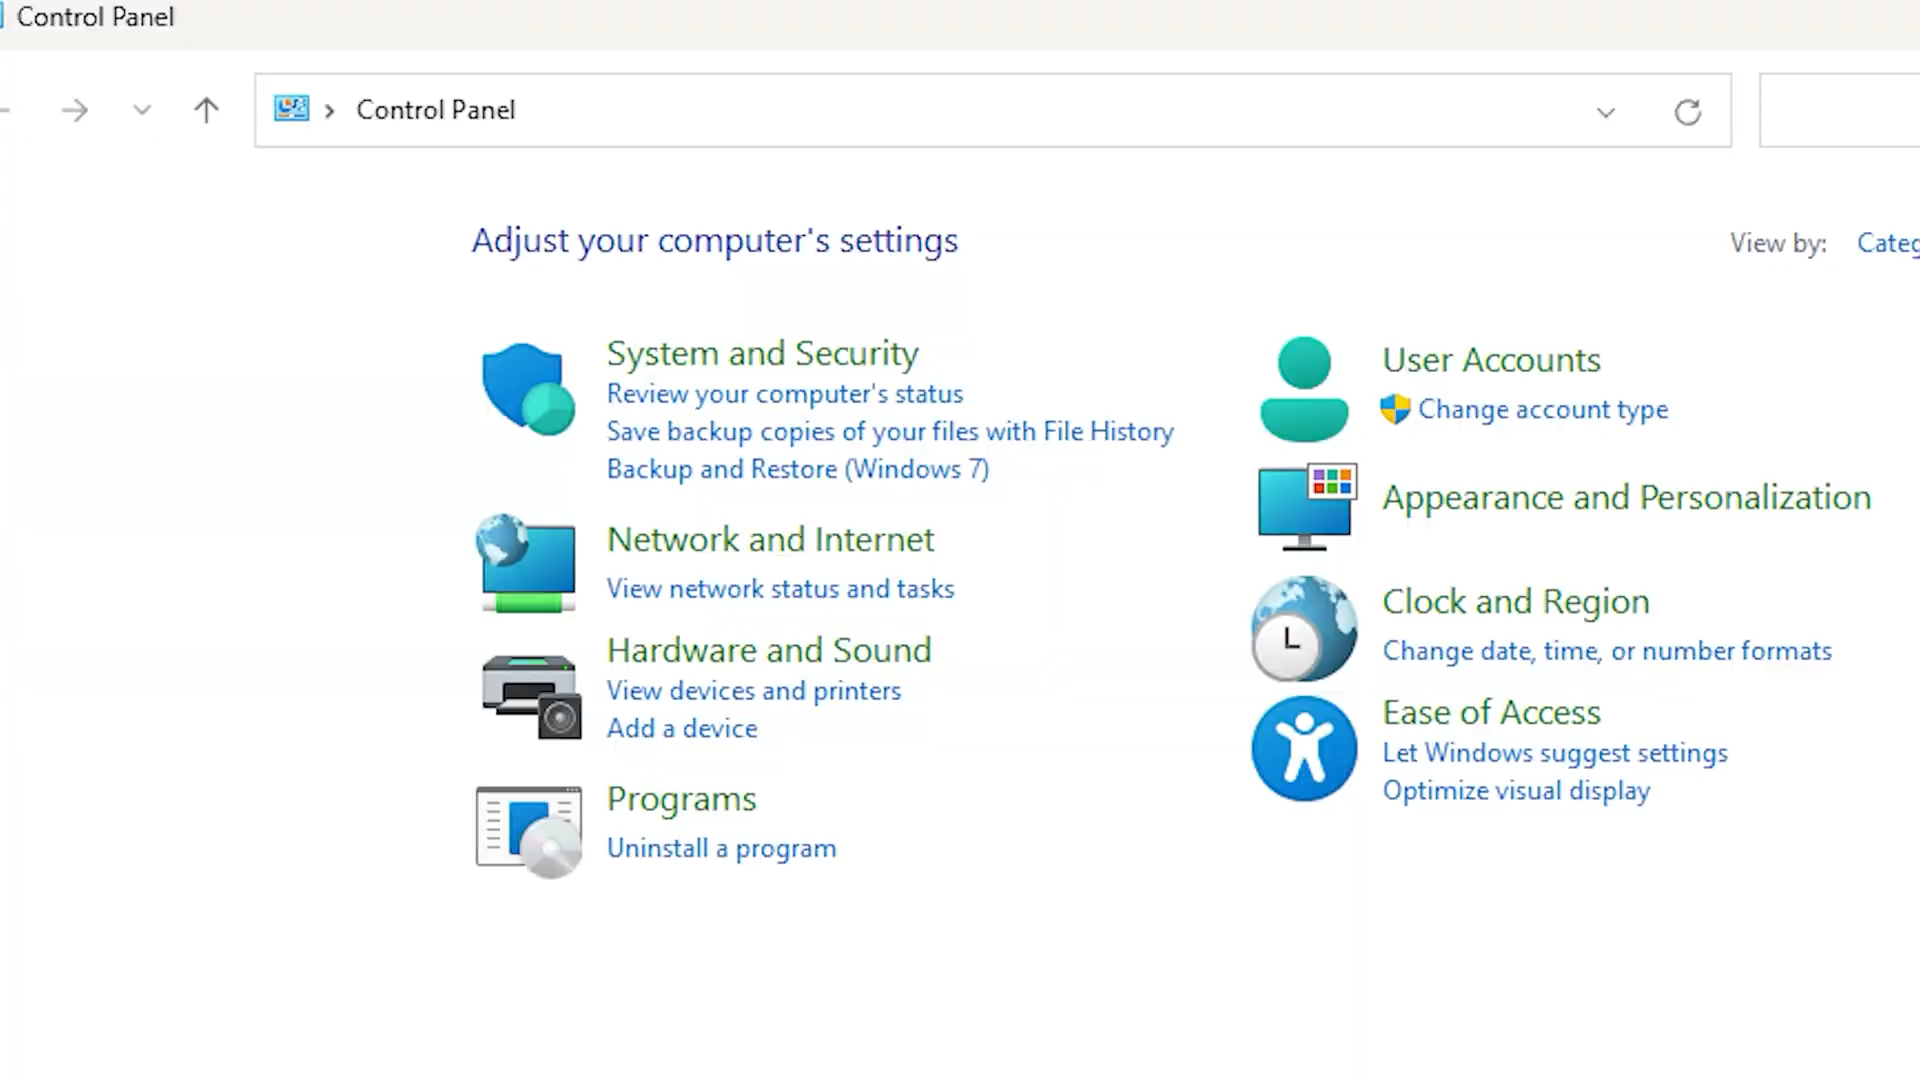 Control Panel
Control Panel
Adjust your computer's settings
View by:
System and Security
Review your computer's status
Save backup copies of your files with File History
Backup and Restore (Windows 7)
Network and Internet
View network status and tasks
Hardware and Sound
View devices and printers
Add a device
Programs
Uninstall a program
User Accounts
Change account type
Appearance and Personalization
Clock and Region
Change date, time, or number formats
Ease of Access
Let Windows suggest settings
Optimize visual display